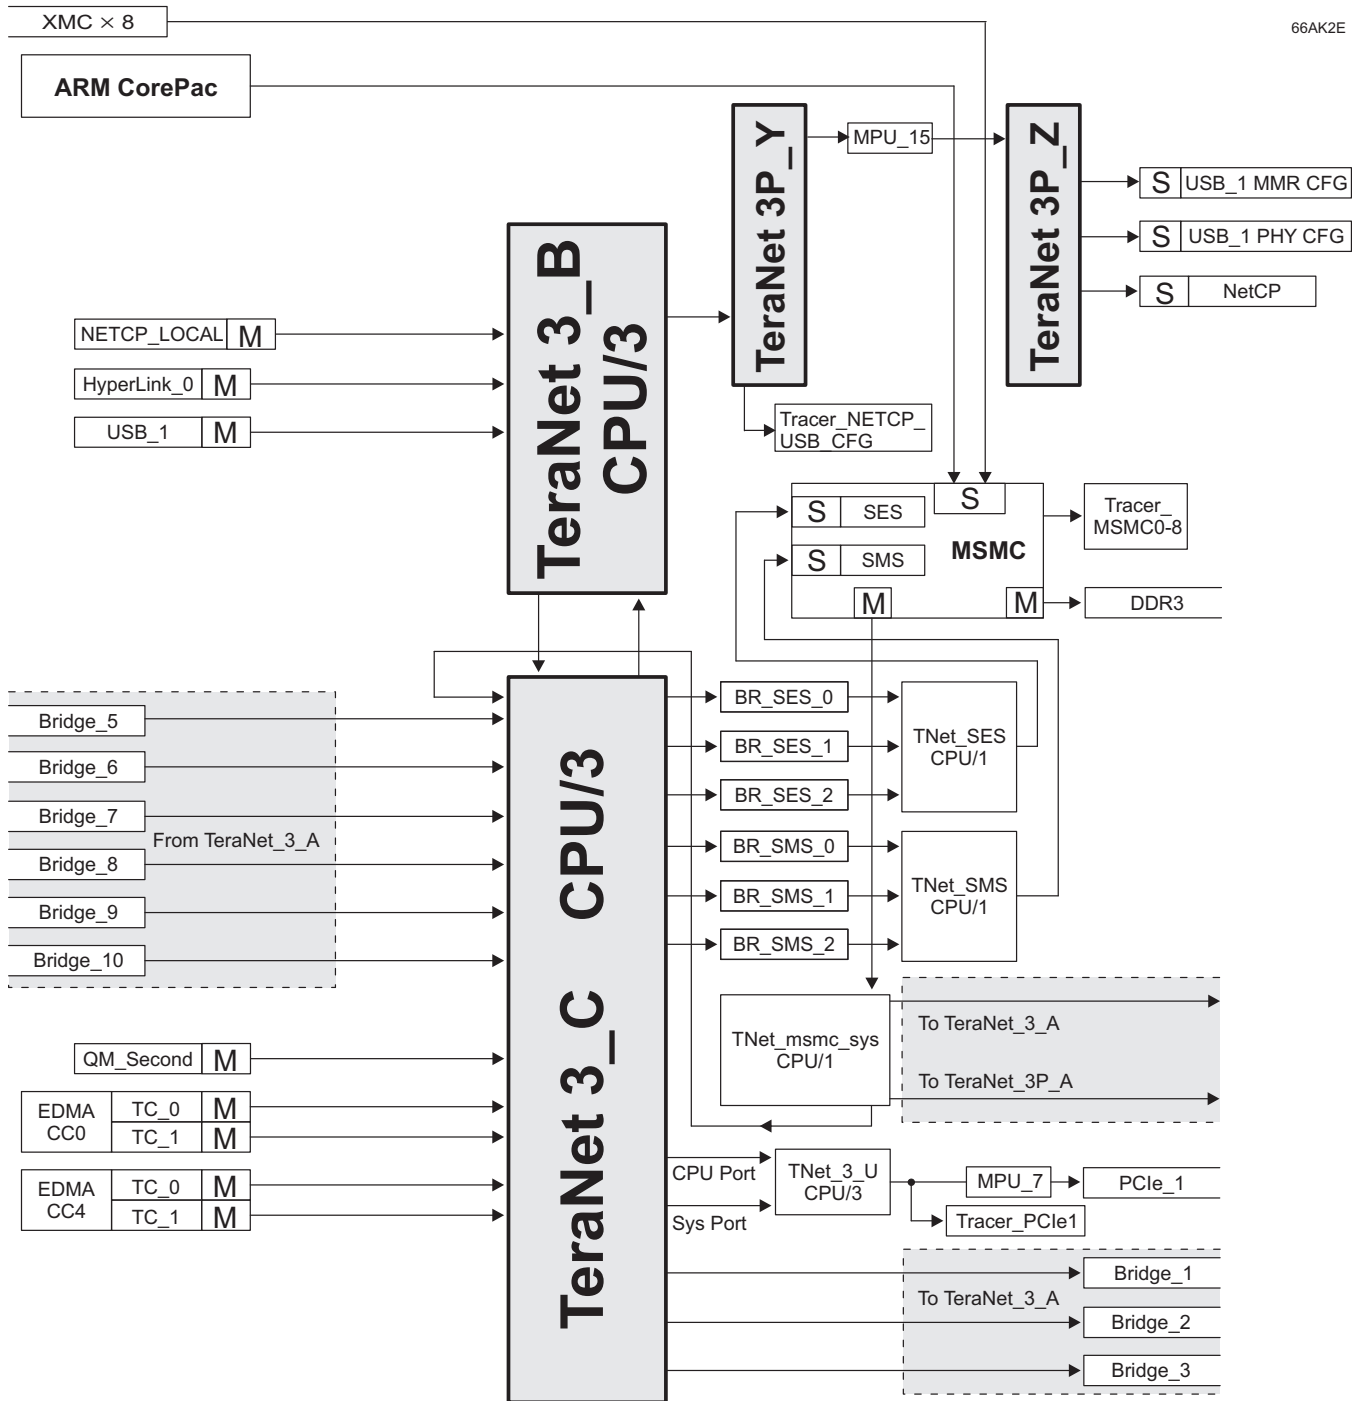 XMC × 8
66AK2E
ARM CorePac
TeraNet 3P_Y
MPU_15
TeraNet 3P_Z
S USB_1 MMR CFG
S USB_1 PHY CFG
S NetCP
TeraNet 3_B
CPU/3
NETCP_LOCAL M
HyperLink_0 M
USB_1 M
Tracer_NETCP_
USB_CFG
S
S SES
S SMS
MSMC
M
M
Tracer_
MSMC0-8
DDR3
TeraNet 3_C CPU/3
Bridge_5
Bridge_6
Bridge_7
From TeraNet_3_A
Bridge_8
Bridge_9
Bridge_10
BR_SES_0
BR_SES_1
BR_SES_2
TNet_SES
CPU/1
BR_SMS_0
BR_SMS_1
BR_SMS_2
TNet_SMS
CPU/1
TNet_msmc_sys
CPU/1
To TeraNet_3_A
To TeraNet_3P_A
QM_Second M
EDMA
CC0
TC_0 M
TC_1 M
EDMA
CC4
TC_0 M
TC_1 M
CPU Port
Sys Port
TNet_3_U
CPU/3
MPU_7
PCIe_1
Tracer_PCIe1
To TeraNet_3_A
Bridge_1
Bridge_2
Bridge_3